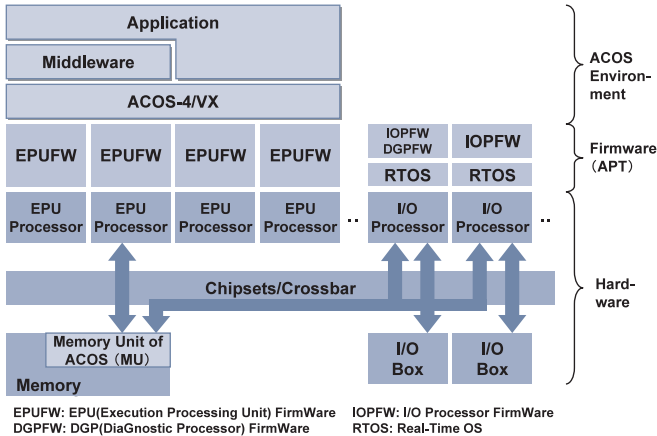 Application
Middleware
ACOS-4/VX
ACOS
Environ-
ment
EPUFW
EPUFW
EPUFW
EPUFW
IOPFW
DGPFW
RTOS
IOPFW
RTOS
Firmware
(APT)
EPU
Processor
EPU
Processor
EPU
Processor
EPU
Processor
..
I/O
Processor
I/O
Processor
..
Chipsets/Crossbar
Hard-
ware
Memory Unit of
ACOS (MU)
Memory
I/O
Box
I/O
Box
EPUFW: EPU(Execution Processing Unit) FirmWare
DGPFW: DGP(DiaGnostic Processor) FirmWare
IOPFW: I/O Processor FirmWare
RTOS: Real-Time OS